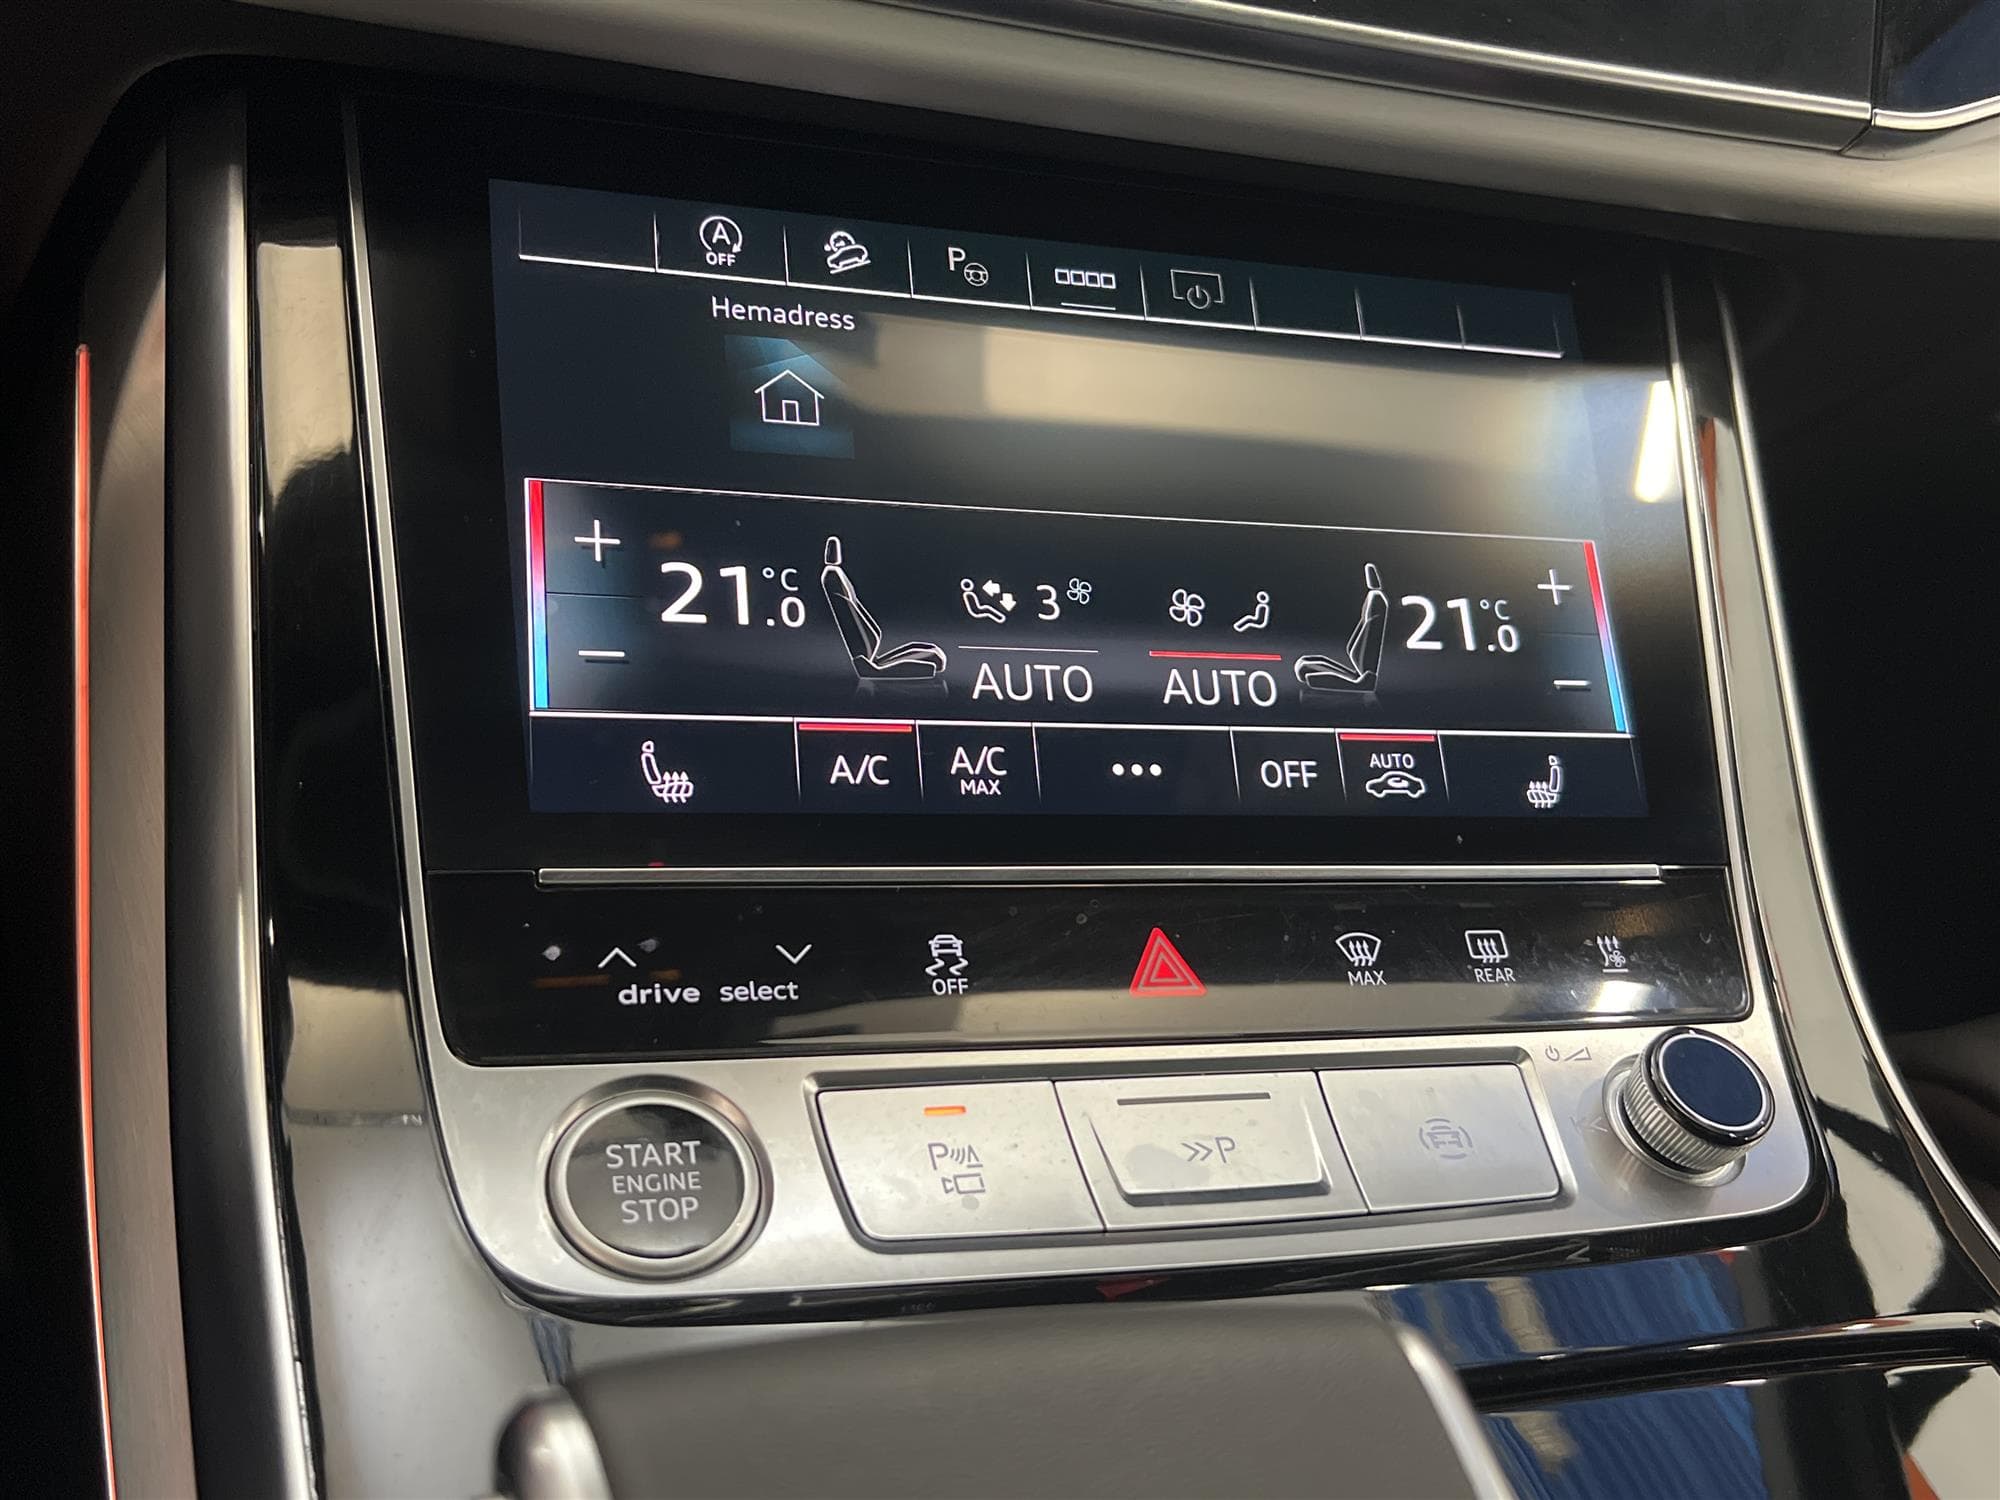 A
OFF
P
Hemadress
21.0 °C
3
21.0 °C
AUTO
AUTO
A/C
A/C
MAX
OFF
AUTO
drive select
OFF
MAX
REAR
START
ENGINE
STOP
P
P